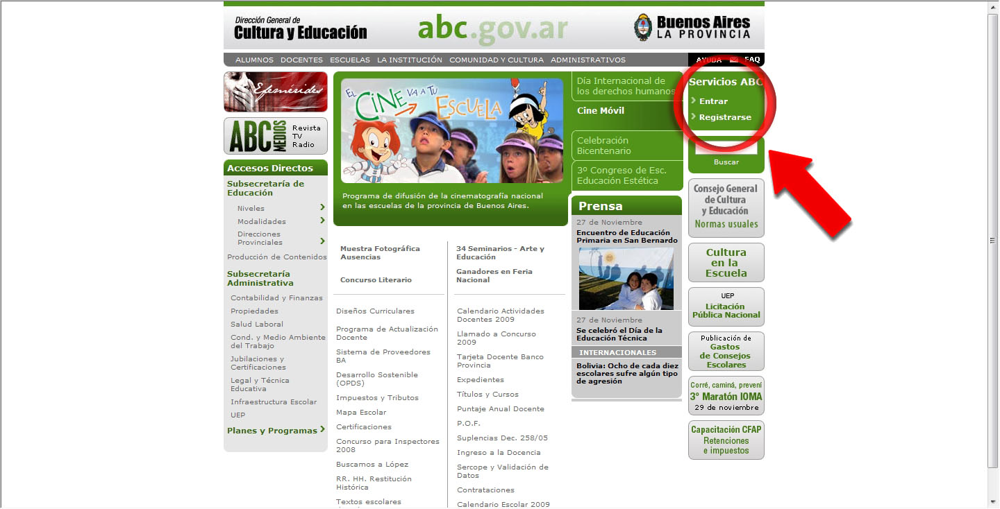 Dirección General de
Cultura y Educación
abc.gov.ar
Buenos Aires
LA PROVINCIA
ALUMNOS DOCENTES ESCUELAS LA INSTITUCIÓN COMUNIDAD Y CULTURA ADMINISTRATIVOS
AYUDA FAQ
Efemérides
ABC MEDIOS
Revista
TV
Radio
Accesos Directos
Subsecretaría de
Educación
Niveles
Modalidades
Direcciones
Provinciales
Producción de Contenidos
Subsecretaría
Administrativa
Contabilidad y Finanzas
Propiedades
Salud Laboral
Cond. y Medio Ambiente
del Trabajo
Jubilaciones y
Certificaciones
Legal y Técnica
Educativa
Infraestructura Escolar
UEP
Planes y Programas
EL CINE VA A TU ESCUELA
Programa de difusión de la cinematografía nacional
en las escuelas de la provincia de Buenos Aires.
Muestra Fotográfica
Ausencias
Concurso Literario
34 Seminarios - Arte y
Educación
Ganadores en Feria
Nacional
Diseños Curriculares
Programa de Actualización
Docente
Sistema de Proveedores
BA
Desarrollo Sostenible
(OPDS)
Impuestos y Tributos
Mapa Escolar
Certificaciones
Concurso para Inspectores
2008
Buscamos a López
RR. HH. Restitución
Histórica
Textos escolares
Calendario Actividades
Docentes 2009
Llamado a Concurso
2009
Tarjeta Docente Banco
Provincia
Expedientes
Títulos y Cursos
Puntaje Anual Docente
P.O.F.
Suplencias Dec. 258/05
Ingreso a la Docencia
Sercope y Validación de
Datos
Contrataciones
Calendario Escolar 2009
Día Internacional de
los derechos humanos
Cine Móvil
Celebración
Bicentenario
3º Congreso de Esc.
Educación Estética
Prensa
27 de Noviembre
Encuentro de Educación
Primaria en San Bernardo
27 de Noviembre
Se celebró el Día de la
Educación Técnica
INTERNACIONALES
Bolivia: Ocho de cada diez
escolares sufre algún tipo
de agresión
Servicios ABC
Entrar
Registrarse
Buscar
Consejo General
de Cultura
y Educación
Normas usuales
Cultura
en la
Escuela
UEP
Licitación
Pública Nacional
Publicación de
Gastos
de Consejos
Escolares
Corré, caminá, prevení
3º Maratón IOMA
29 de noviembre
Capacitación CFAP
Retenciones
e impuestos